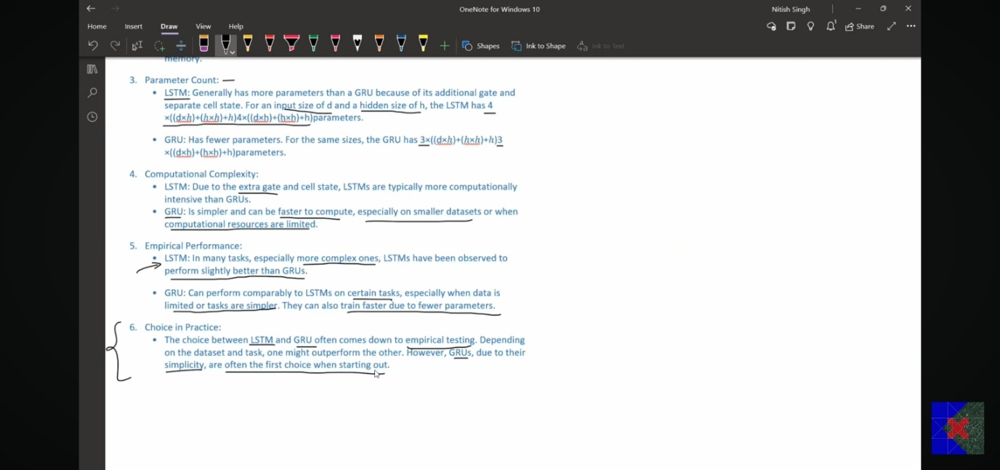 OneNote for Windows 10
Nitish Singh
Home Insert Draw View Help
Share
Shapes Ink to Shape Ink to Text
memory.
3. Parameter Count:
• LSTM: Generally has more parameters than a GRU because of its additional gate and
separate cell state. For an input size of d and a hidden size of h, the LSTM has 4
×((d×h)+(h×h)+h)4×((d×h)+(h×h)+h)parameters.
• GRU: Has fewer parameters. For the same sizes, the GRU has 3×((d×h)+(h×h)+h)3
×((d×h)+(h×h)+h)parameters.
4. Computational Complexity:
• LSTM: Due to the extra gate and cell state, LSTMs are typically more computationally
intensive than GRUs.
• GRU: Is simpler and can be faster to compute, especially on smaller datasets or when
computational resources are limited.
5. Empirical Performance:
• LSTM: In many tasks, especially more complex ones, LSTMs have been observed to
perform slightly better than GRUs.
• GRU: Can perform comparably to LSTMs on certain tasks, especially when data is
limited or tasks are simpler. They can also train faster due to fewer parameters.
6. Choice in Practice:
• The choice between LSTM and GRU often comes down to empirical testing. Depending
on the dataset and task, one might outperform the other. However, GRUs, due to their
simplicity, are often the first choice when starting out.